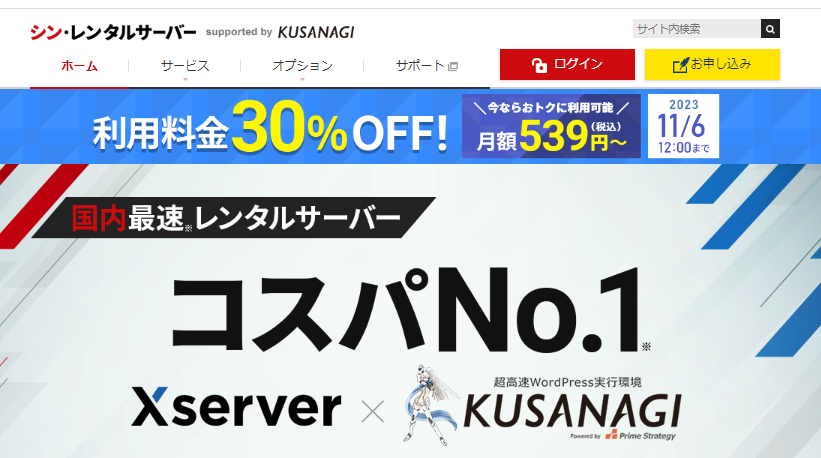 シン・レンタルサーバー supported by KUSANAGI
サイト内検索
ホーム サービス オプション サポート
ログイン
お申し込み
利用料金30%OFF!
＼今ならおトクに利用可能／
月額539円～(税込)
2023
11/6
12:00まで
国内最速※レンタルサーバー
コスパNo.1※
Xserver × 超高速WordPress実行環境
KUSANAGI
Powered by Prime Strategy